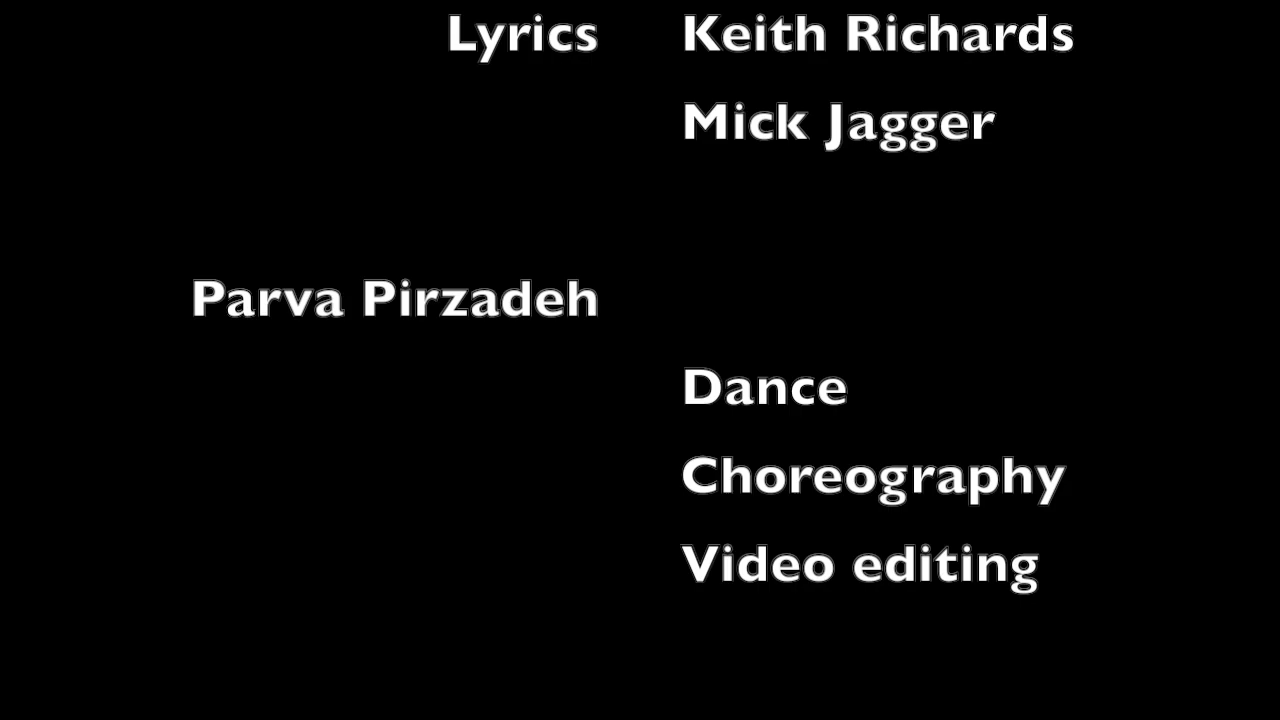 Lyrics Keith Richards
Mick Jagger
Parva Pirzadeh
Dance
Choreography
Video editing